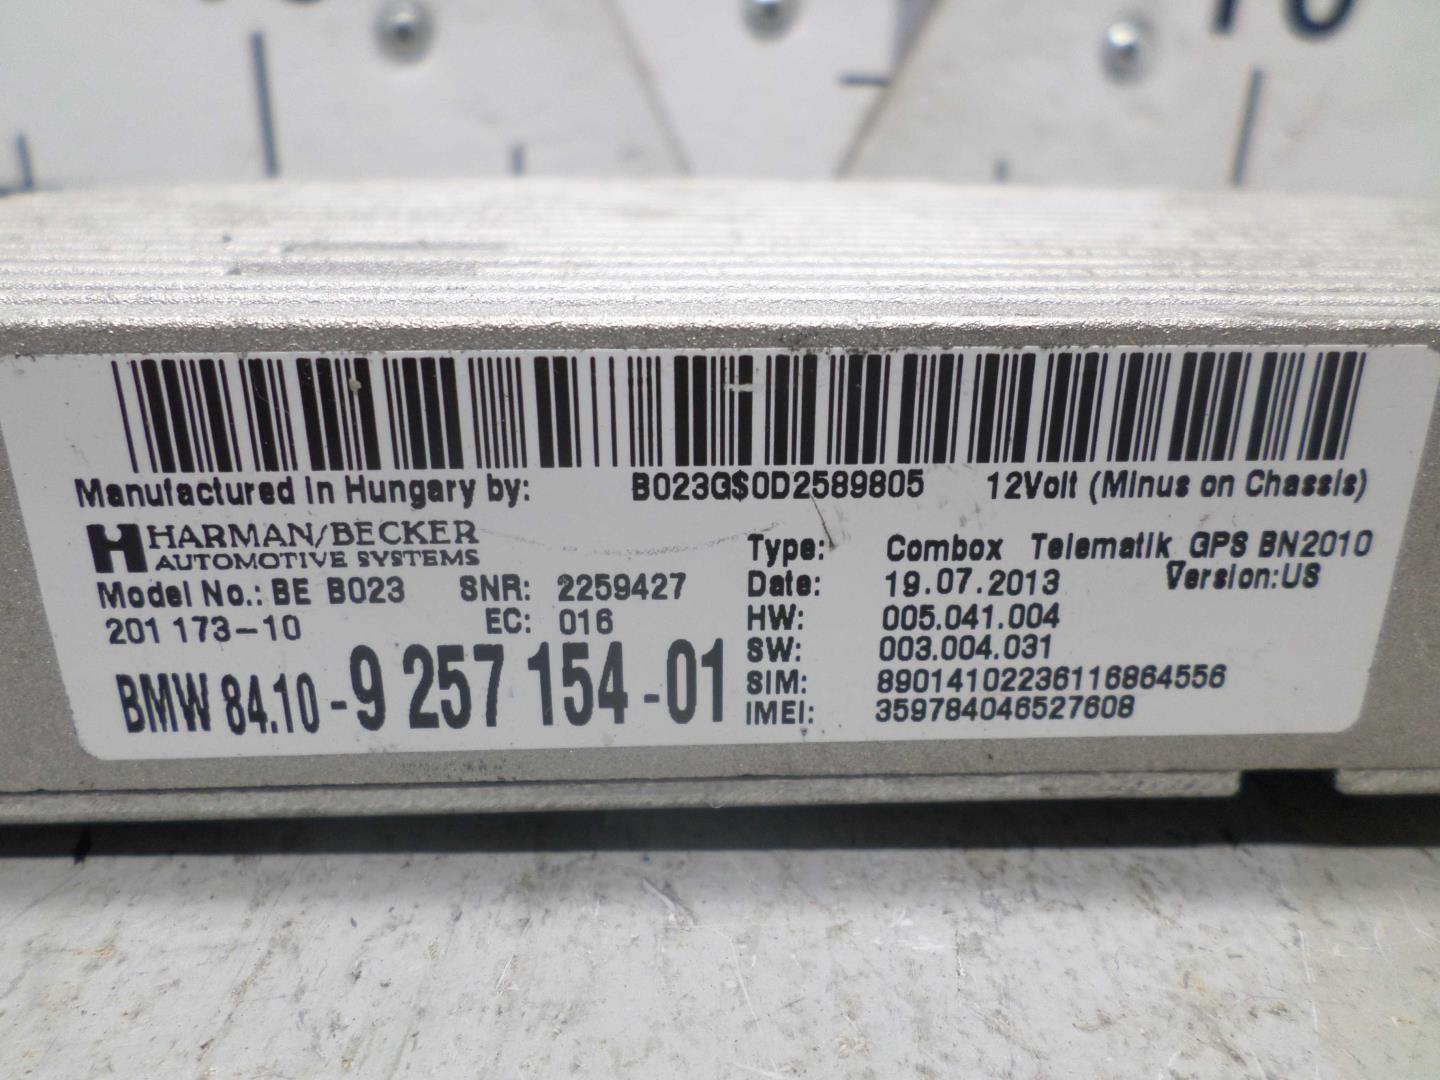 Manufactured in Hungary by: B023G$0D2589805 12Volt (Minus on Chassis)
HARMAN/BECKER
AUTOMOTIVE SYSTEMS
Model No.: BE B023 SNR: 2259427
201 173-10 EC: 016
BMW 84.10-9 257 154-01
Type: Combox Telematik GPS BN2010
Date: 19.07.2013 Version:US
HW: 005.041.004
SW: 003.004.031
SIM: 89014102236116864556
IMEI: 359784046527608